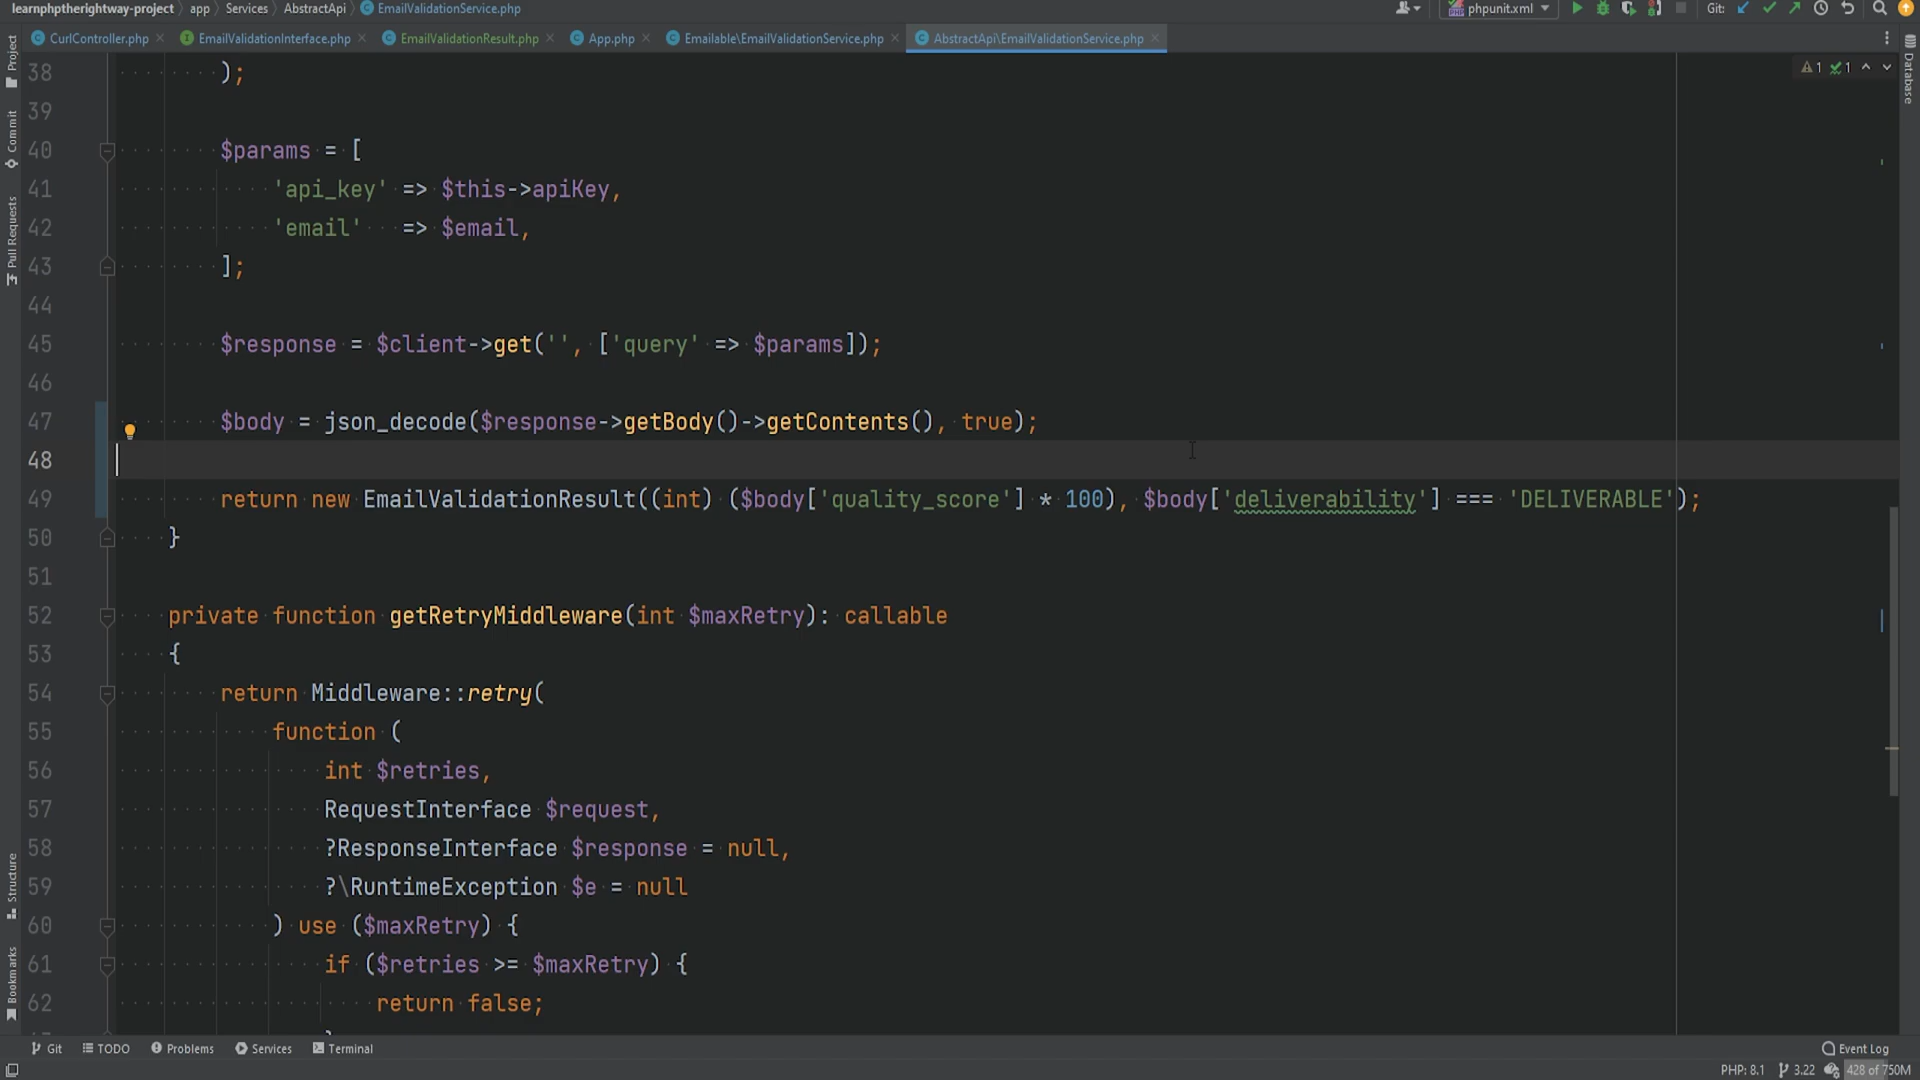 learnphptherightway-project > app > Services > AbstractApi > EmailValidationService.php
phpunit.xml
Git:
CurlController.php
EmailValidationInterface.php
EmailValidationResult.php
App.php
Emailable\EmailValidationService.php
AbstractApi\EmailValidationService.php
Project
Commit
Pull Requests
Structure
Bookmarks
Database
1 1
38 );
39
40 $params = [
41 'api_key' => $this->apiKey,
42 'email' => $email,
43 ];
44
45 $response = $client->get('', ['query' => $params]);
46
47 $body = json_decode($response->getBody()->getContents(), true);
48
49 return new EmailValidationResult((int) ($body['quality_score'] * 100), $body['deliverability'] === 'DELIVERABLE');
50 }
51
52 private function getRetryMiddleware(int $maxRetry): callable
53 {
54 return Middleware::retry(
55 function (
56 int $retries,
57 RequestInterface $request,
58 ?ResponseInterface $response = null,
59 ?\RuntimeException $e = null
60 ) use ($maxRetry) {
61 if ($retries >= $maxRetry) {
62 return false;
Git TODO Problems Services Terminal
Event Log
PHP: 8.1 3.22 428 of 750M